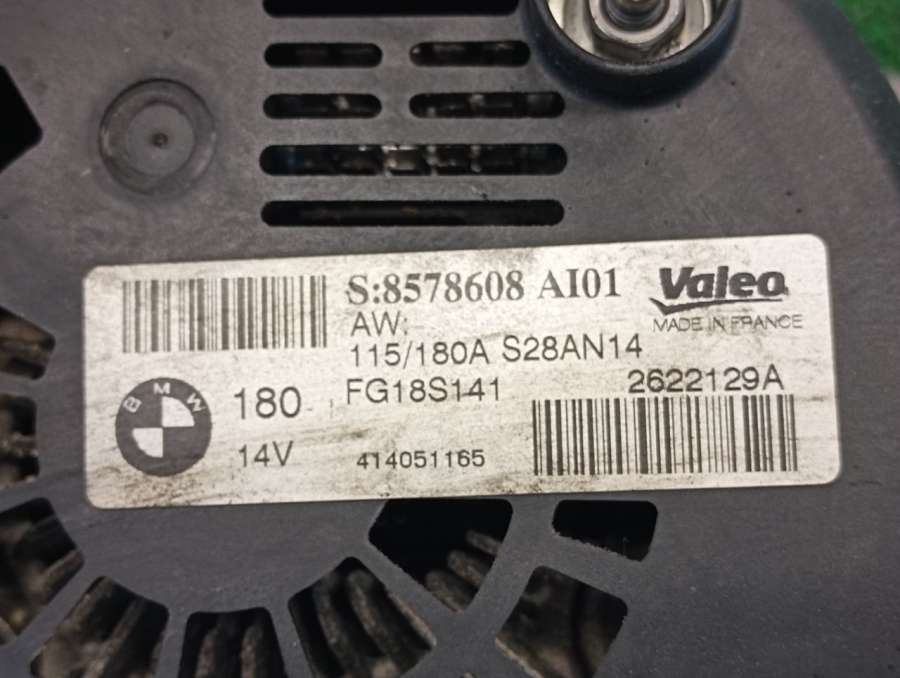 S:8578608 AI01
Valeo
MADE IN FRANCE
AW:
115/180A S28AN14
FG18S141
2622129A
BMW
180
14V
414051165